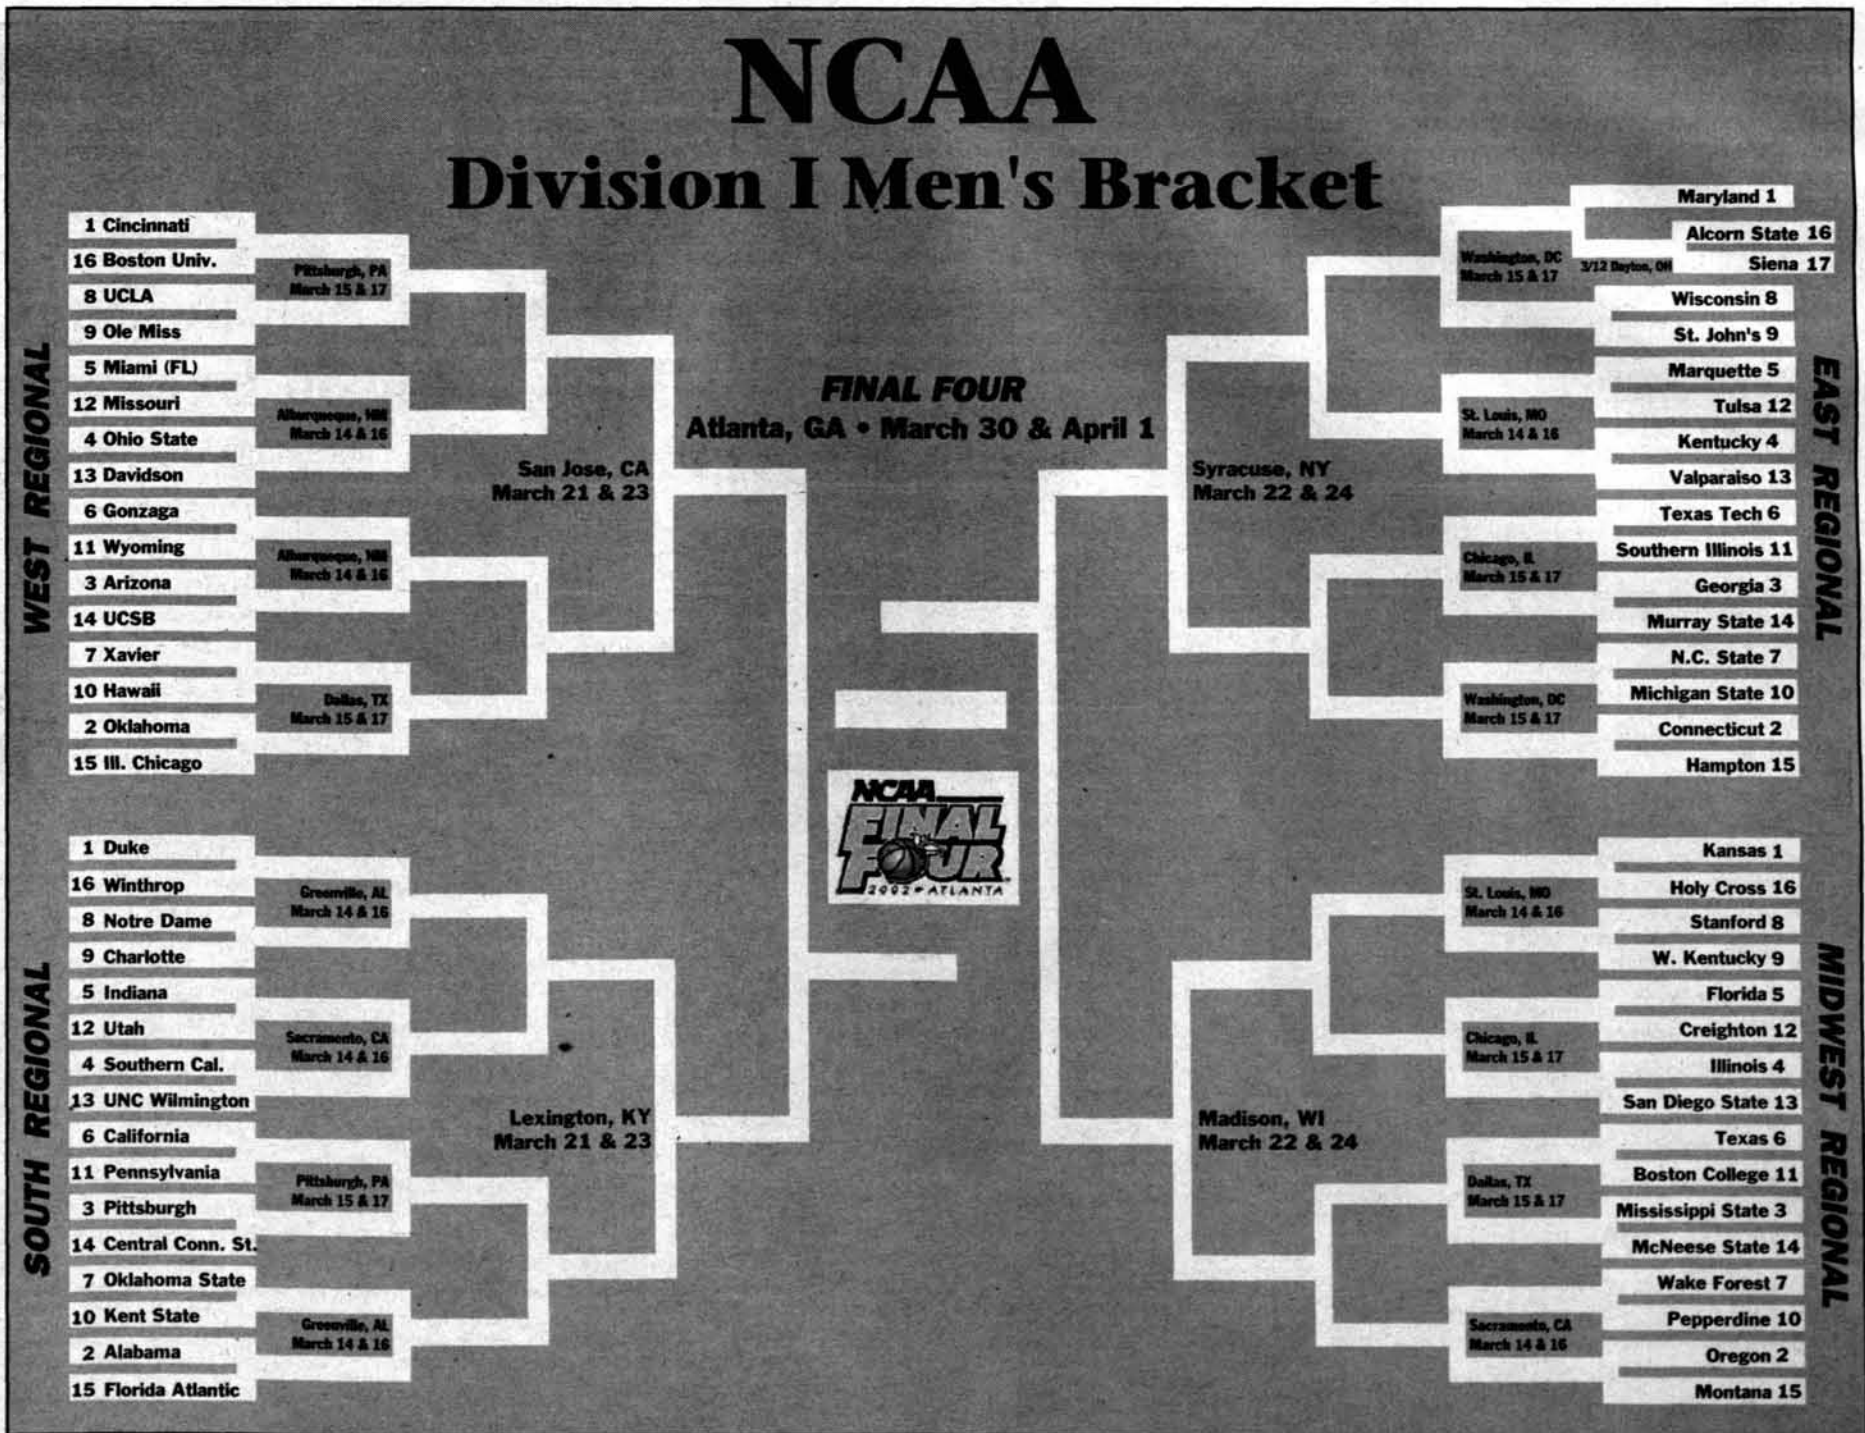 NCAA
Division I Men's Bracket
WEST REGIONAL
1 Cincinnati
16 Boston Univ.
8 UCLA
9 Ole Miss
5 Miami (FL)
12 Missouri
4 Ohio State
13 Davidson
6 Gonzaga
11 Wyoming
3 Arizona
14 UCSB
7 Xavier
10 Hawaii
2 Oklahoma
15 Ill. Chicago
Pittsburgh, PA
March 15 & 17
Alburqueque, NM
March 14 & 16
Alburqueque, NM
March 14 & 16
Dallas, TX
March 15 & 17
San Jose, CA
March 21 & 23
SOUTH REGIONAL
1 Duke
16 Winthrop
8 Notre Dame
9 Charlotte
5 Indiana
12 Utah
4 Southern Cal.
13 UNC Wilmington
6 California
11 Pennsylvania
3 Pittsburgh
14 Central Conn. St.
7 Oklahoma State
10 Kent State
2 Alabama
15 Florida Atlantic
Greenville, AL
March 14 & 16
Sacramento, CA
March 14 & 16
Pittsburgh, PA
March 15 & 17
Greenville, AL
March 14 & 16
Lexington, KY
March 21 & 23
FINAL FOUR
Atlanta, GA • March 30 & April 1
NCAA
FINAL
FOUR
2002 ATLANTA
EAST REGIONAL
Maryland 1
Alcorn State 16
3/12 Dayton, OH
Siena 17
Wisconsin 8
St. John's 9
Marquette 5
Tulsa 12
Kentucky 4
Valparaiso 13
Texas Tech 6
Southern Illinois 11
Georgia 3
Murray State 14
N.C. State 7
Michigan State 10
Connecticut 2
Hampton 15
Washington, DC
March 15 & 17
St. Louis, MO
March 14 & 16
Chicago, IL
March 15 & 17
Washington, DC
March 15 & 17
Syracuse, NY
March 22 & 24
MIDWEST REGIONAL
Kansas 1
Holy Cross 16
Stanford 8
W. Kentucky 9
Florida 5
Creighton 12
Illinois 4
San Diego State 13
Texas 6
Boston College 11
Mississippi State 3
McNeese State 14
Wake Forest 7
Pepperdine 10
Oregon 2
Montana 15
St. Louis, MO
March 14 & 16
Chicago, IL
March 15 & 17
Dallas, TX
March 15 & 17
Sacramento, CA
March 14 & 16
Madison, WI
March 22 & 24